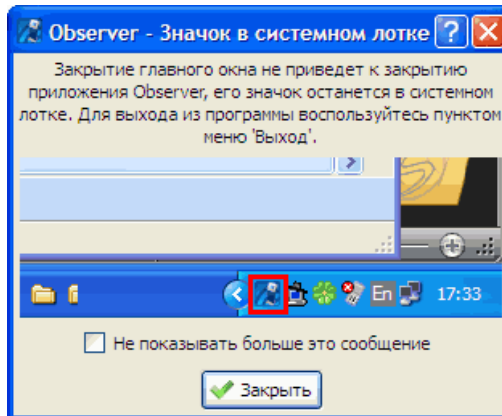 Observer - Значок в системном лотке
Закрытие главного окна не приведет к закрытию
приложения Observer, его значок останется в системном
лотке. Для выхода из программы воспользуйтесь пунктом
меню 'Выход'.
En 17:33
Не показывать больше это сообщение
Закрыть